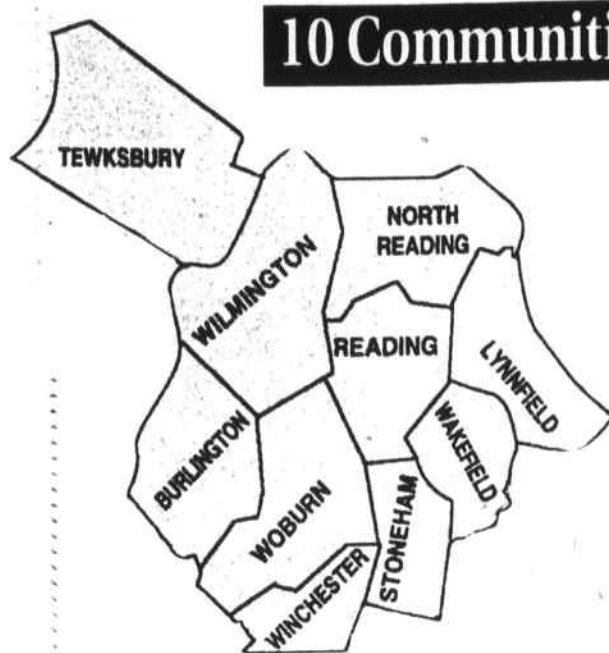 10 Communiti
TEWKSBURY
NORTH
READING
WILMINGTON
READING
LYNNFIELD
BURLINGTON
WAKEFIELD
WOBURN
STONEHAM
WINCHESTER